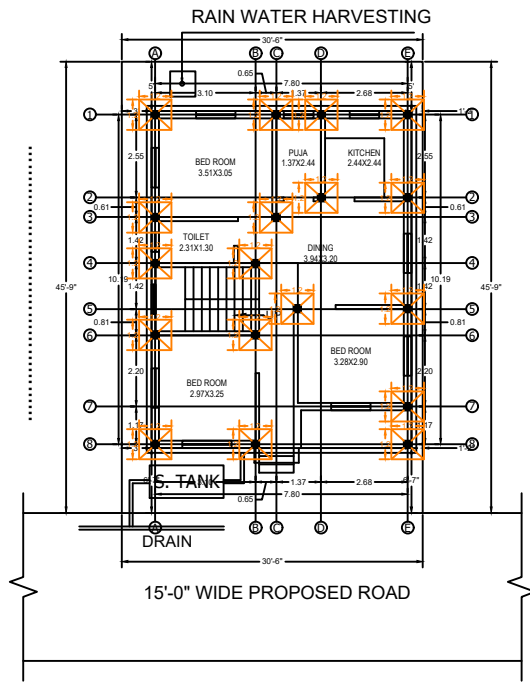 RAIN WATER HARVESTING
30'-6"
A
B
C
D
E
0.65
7.80
3.10
1.37
2.68
5'
5'
1
1
2.55
2.55
BED ROOM
3.51X3.05
PUJA
1.37X2.44
KITCHEN
2.44X2.44
2
2
0.61
0.61
3
3
1.42
1.42
TOILET
2.31X1.30
DINING
3.94X3.20
4
4
45'-9"
10.19
10.19
45'-9"
1.42
1.42
5
5
0.81
0.81
6
6
BED ROOM
3.28X2.90
2.20
2.20
BED ROOM
2.97X3.25
7
7
1.17
8
8
S. TANK
1.37
2.68
0.65
7.80
A
B
C
D
E
DRAIN
30'-6"
15'-0" WIDE PROPOSED ROAD